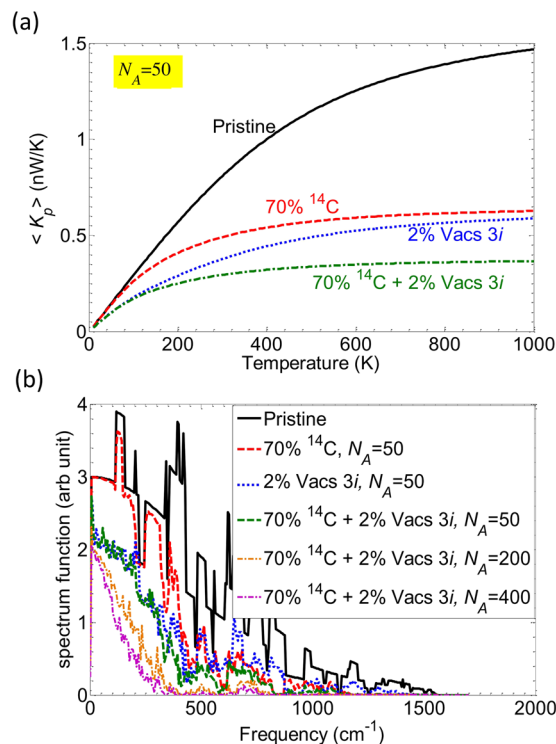 (a)
1.5
N_A=50
Pristine
1
< K_p > (nW/K)
70% ¹⁴C
0.5
2% Vacs 3i
70% ¹⁴C + 2% Vacs 3i
0
200 400 600 800 1000
Temperature (K)
(b)
4
Pristine
70% ¹⁴C, N_A=50
3
2% Vacs 3i, N_A=50
70% ¹⁴C + 2% Vacs 3i, N_A=50
2
70% ¹⁴C + 2% Vacs 3i, N_A=200
70% ¹⁴C + 2% Vacs 3i, N_A=400
spectrum function (arb unit)
1
0
0 500 1000 1500 2000
Frequency (cm⁻¹)